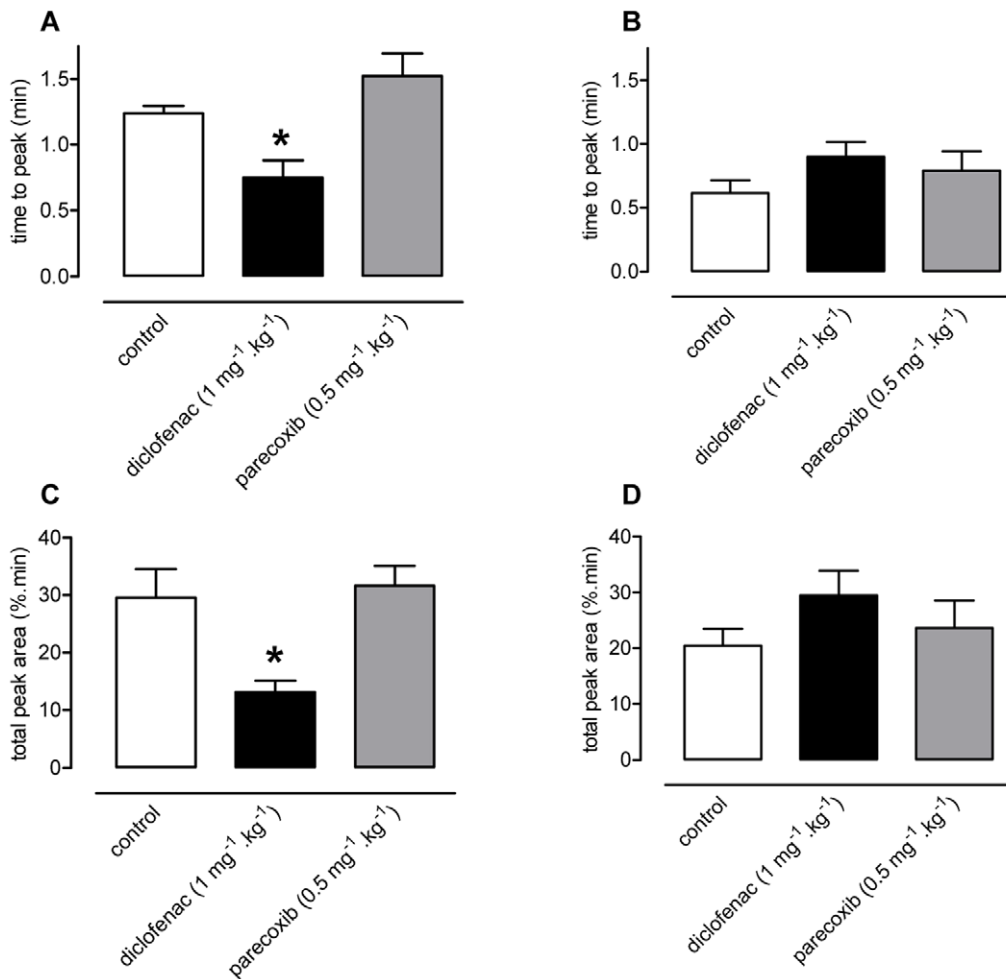 A
time to peak (min)
1.5
1.0
0.5
0.0
*
control
diclofenac (1 mg⁻¹.kg⁻¹)
parecoxib (0.5 mg⁻¹.kg⁻¹)
B
time to peak (min)
1.5
1.0
0.5
0.0
control
diclofenac (1 mg⁻¹.kg⁻¹)
parecoxib (0.5 mg⁻¹.kg⁻¹)
C
total peak area (%.min)
40
30
20
10
0
*
control
diclofenac (1 mg⁻¹.kg⁻¹)
parecoxib (0.5 mg⁻¹.kg⁻¹)
D
total peak area (%.min)
40
30
20
10
0
control
diclofenac (1 mg⁻¹.kg⁻¹)
parecoxib (0.5 mg⁻¹.kg⁻¹)